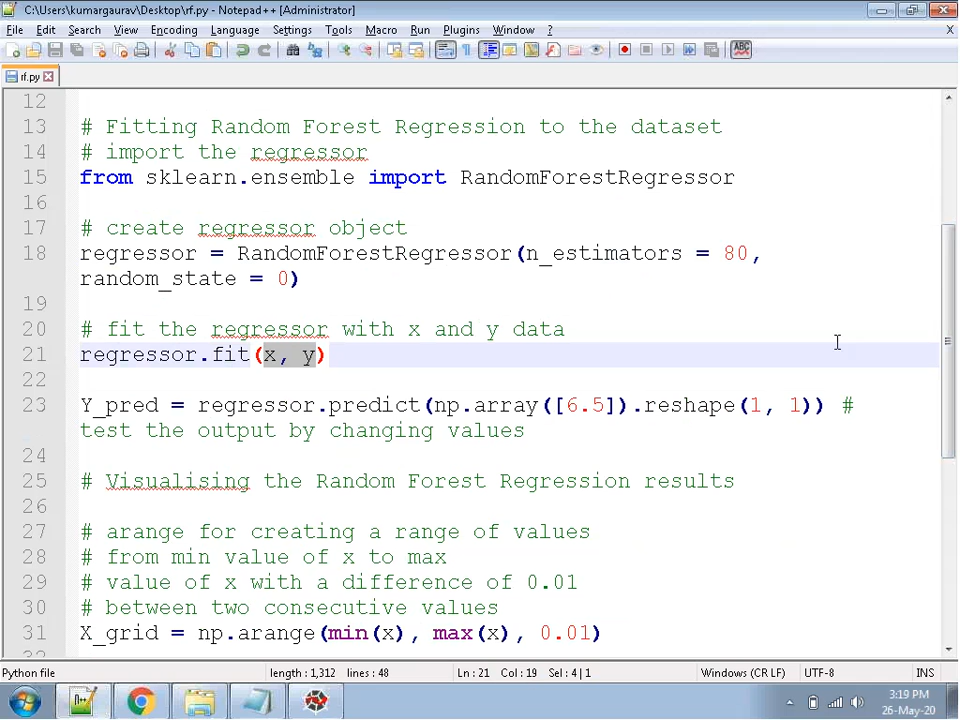 C:\Users\kumargaurav\Desktop\rf.py - Notepad++ [Administrator]
File Edit Search View Encoding Language Settings Tools Macro Run Plugins Window ? X
ABC
rf.py
12
13 # Fitting Random Forest Regression to the dataset
14 # import the regressor
15 from sklearn.ensemble import RandomForestRegressor
16
17 # create regressor object
18 regressor = RandomForestRegressor(n_estimators = 80,
random_state = 0)
19
20 # fit the regressor with x and y data
21 regressor.fit(x, y)
22
23 Y_pred = regressor.predict(np.array([6.5]).reshape(1, 1)) #
test the output by changing values
24
25 # Visualising the Random Forest Regression results
26
27 # arange for creating a range of values
28 # from min value of x to max
29 # value of x with a difference of 0.01
30 # between two consecutive values
31 X_grid = np.arange(min(x), max(x), 0.01)
Python file length : 1,312 lines : 48 Ln : 21 Col : 19 Sel : 4 | 1 Windows (CR LF) UTF-8 INS
3:19 PM
26-May-20